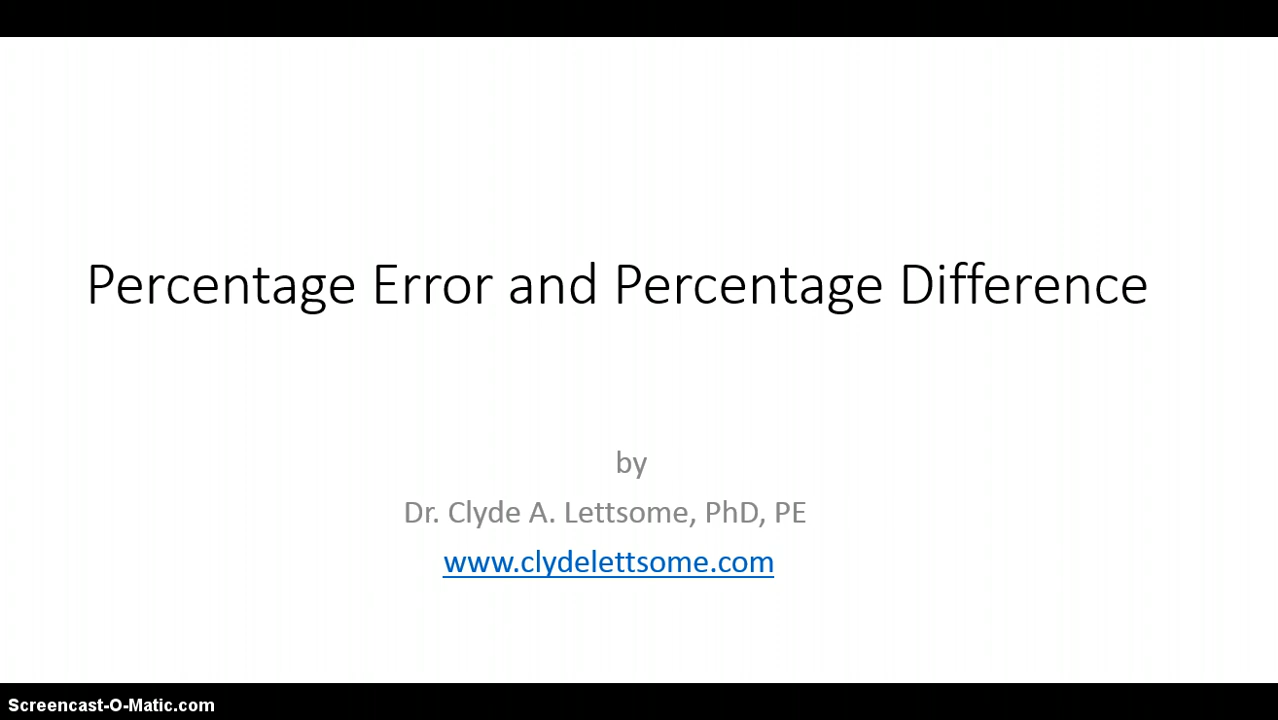 Percentage Error and Percentage Difference
by
Dr. Clyde A. Lettsome, PhD, PE
www.clydelettsome.com
Screencast-O-Matic.com